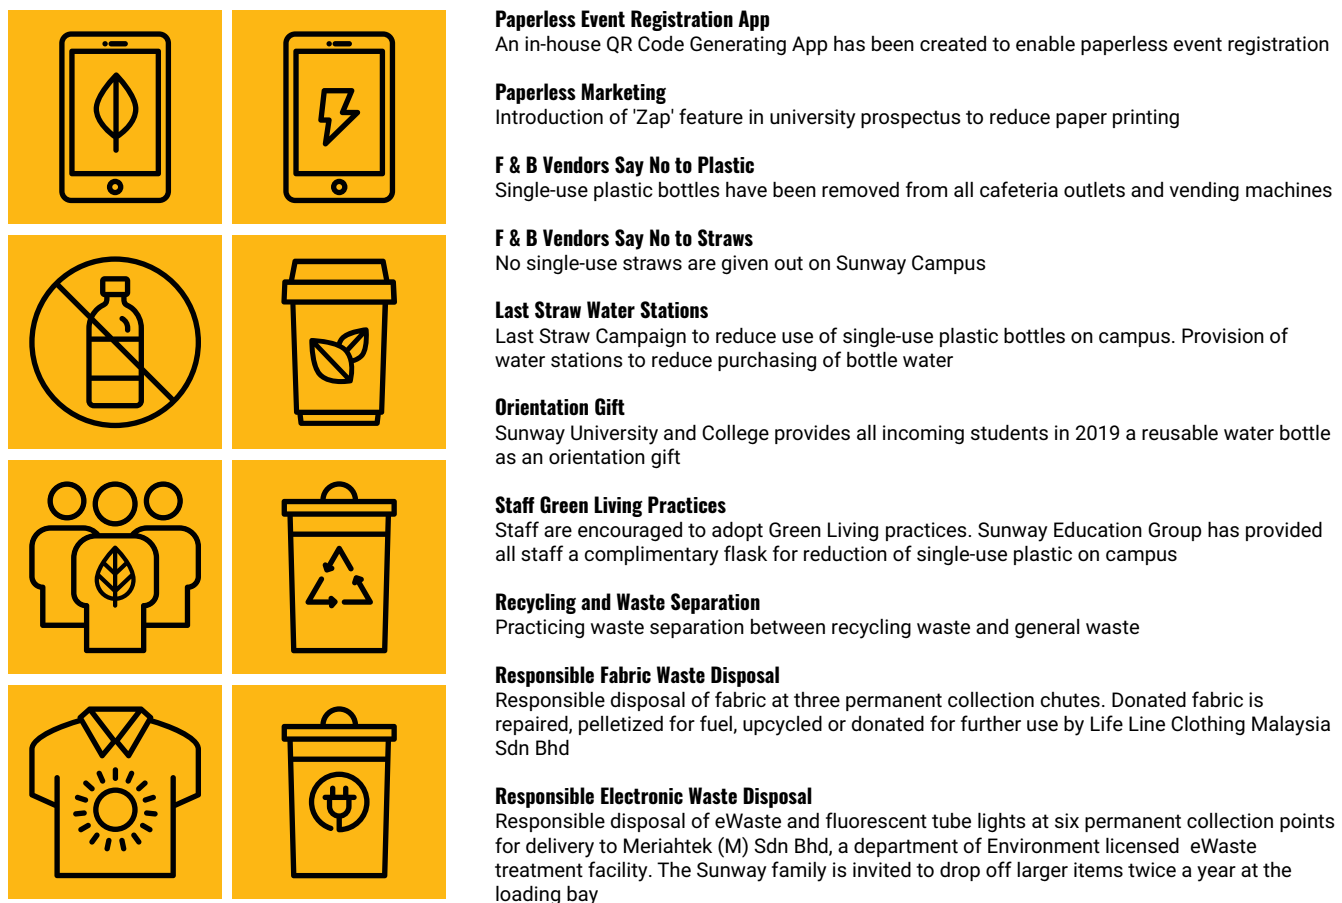 Paperless Event Registration App
An in-house QR Code Generating App has been created to enable paperless event registration
Paperless Marketing
Introduction of 'Zap' feature in university prospectus to reduce paper printing
F & B Vendors Say No to Plastic
Single-use plastic bottles have been removed from all cafeteria outlets and vending machines
F & B Vendors Say No to Straws
No single-use straws are given out on Sunway Campus
Last Straw Water Stations
Last Straw Campaign to reduce use of single-use plastic bottles on campus. Provision of
water stations to reduce purchasing of bottle water
Orientation Gift
Sunway University and College provides all incoming students in 2019 a reusable water bottle
as an orientation gift
Staff Green Living Practices
Staff are encouraged to adopt Green Living practices. Sunway Education Group has provided
all staff a complimentary flask for reduction of single-use plastic on campus
Recycling and Waste Separation
Practicing waste separation between recycling waste and general waste
Responsible Fabric Waste Disposal
Responsible disposal of fabric at three permanent collection chutes. Donated fabric is
repaired, pelletized for fuel, upcycled or donated for further use by Life Line Clothing Malaysia
Sdn Bhd
Responsible Electronic Waste Disposal
Responsible disposal of eWaste and fluorescent tube lights at six permanent collection points
for delivery to Meriahtek (M) Sdn Bhd, a department of Environment licensed  eWaste
treatment facility. The Sunway family is invited to drop off larger items twice a year at the
loading bay